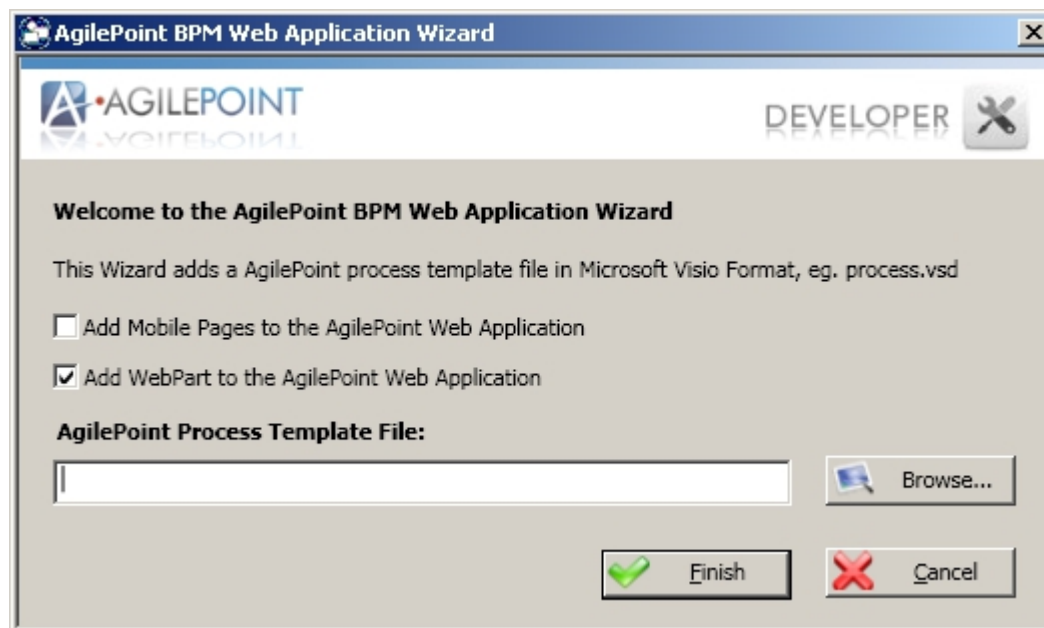 AgilePoint BPM Web Application Wizard
A•AGILEPOINT
DEVELOPER
Welcome to the AgilePoint BPM Web Application Wizard
This Wizard adds a AgilePoint process template file in Microsoft Visio Format, eg. process.vsd
Add Mobile Pages to the AgilePoint Web Application
Add WebPart to the AgilePoint Web Application
AgilePoint Process Template File:
Browse...
Finish
Cancel